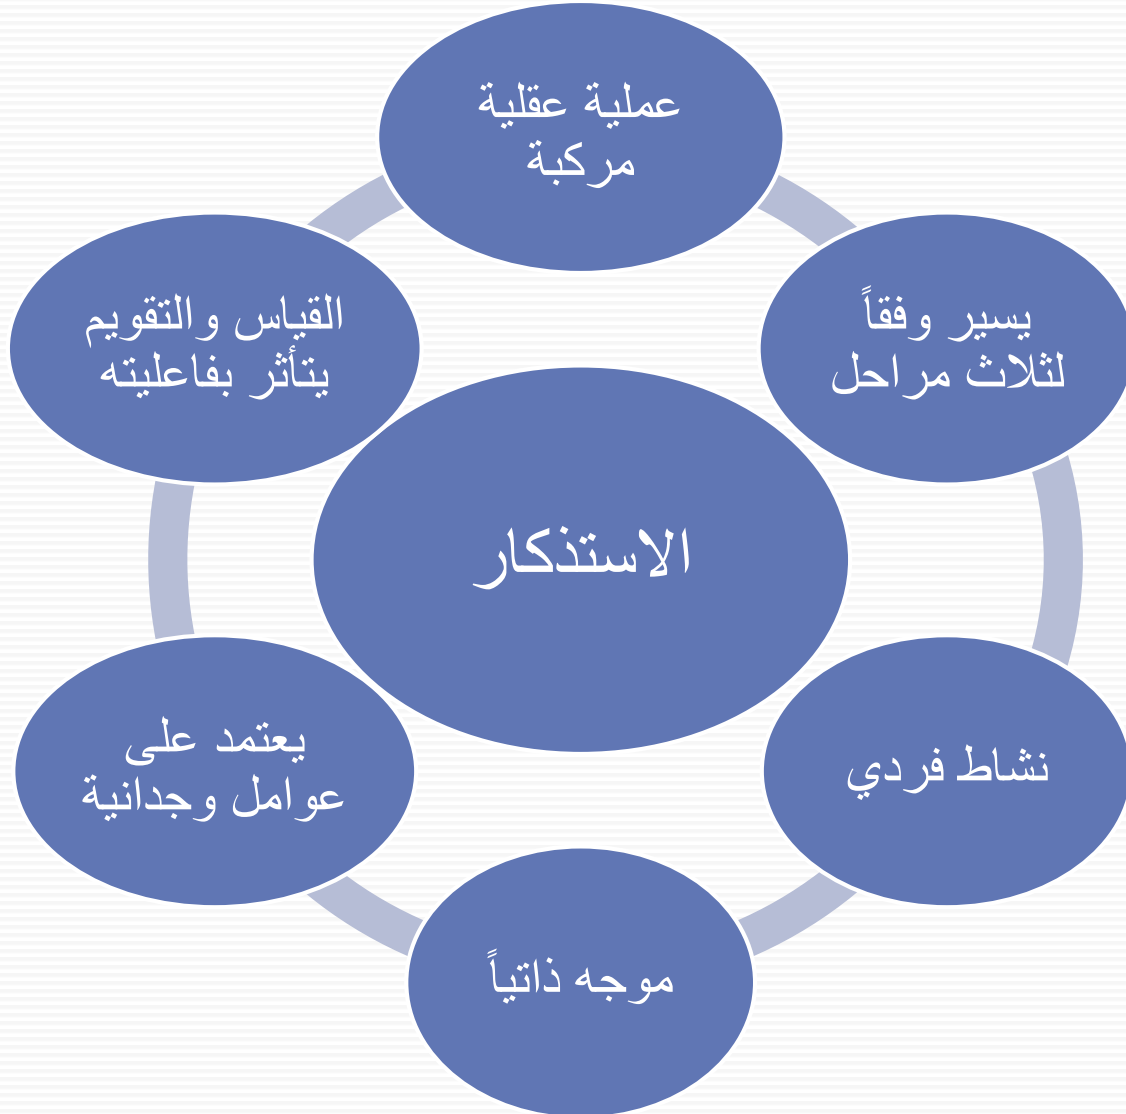 عملية عقلية
مركبة
يسير وفقاً
لثلاث مراحل
نشاط فردي
موجه ذاتياً
يعتمد على
عوامل وجدانية
القياس والتقويم
يتأثر بفاعليته
الاستذكار